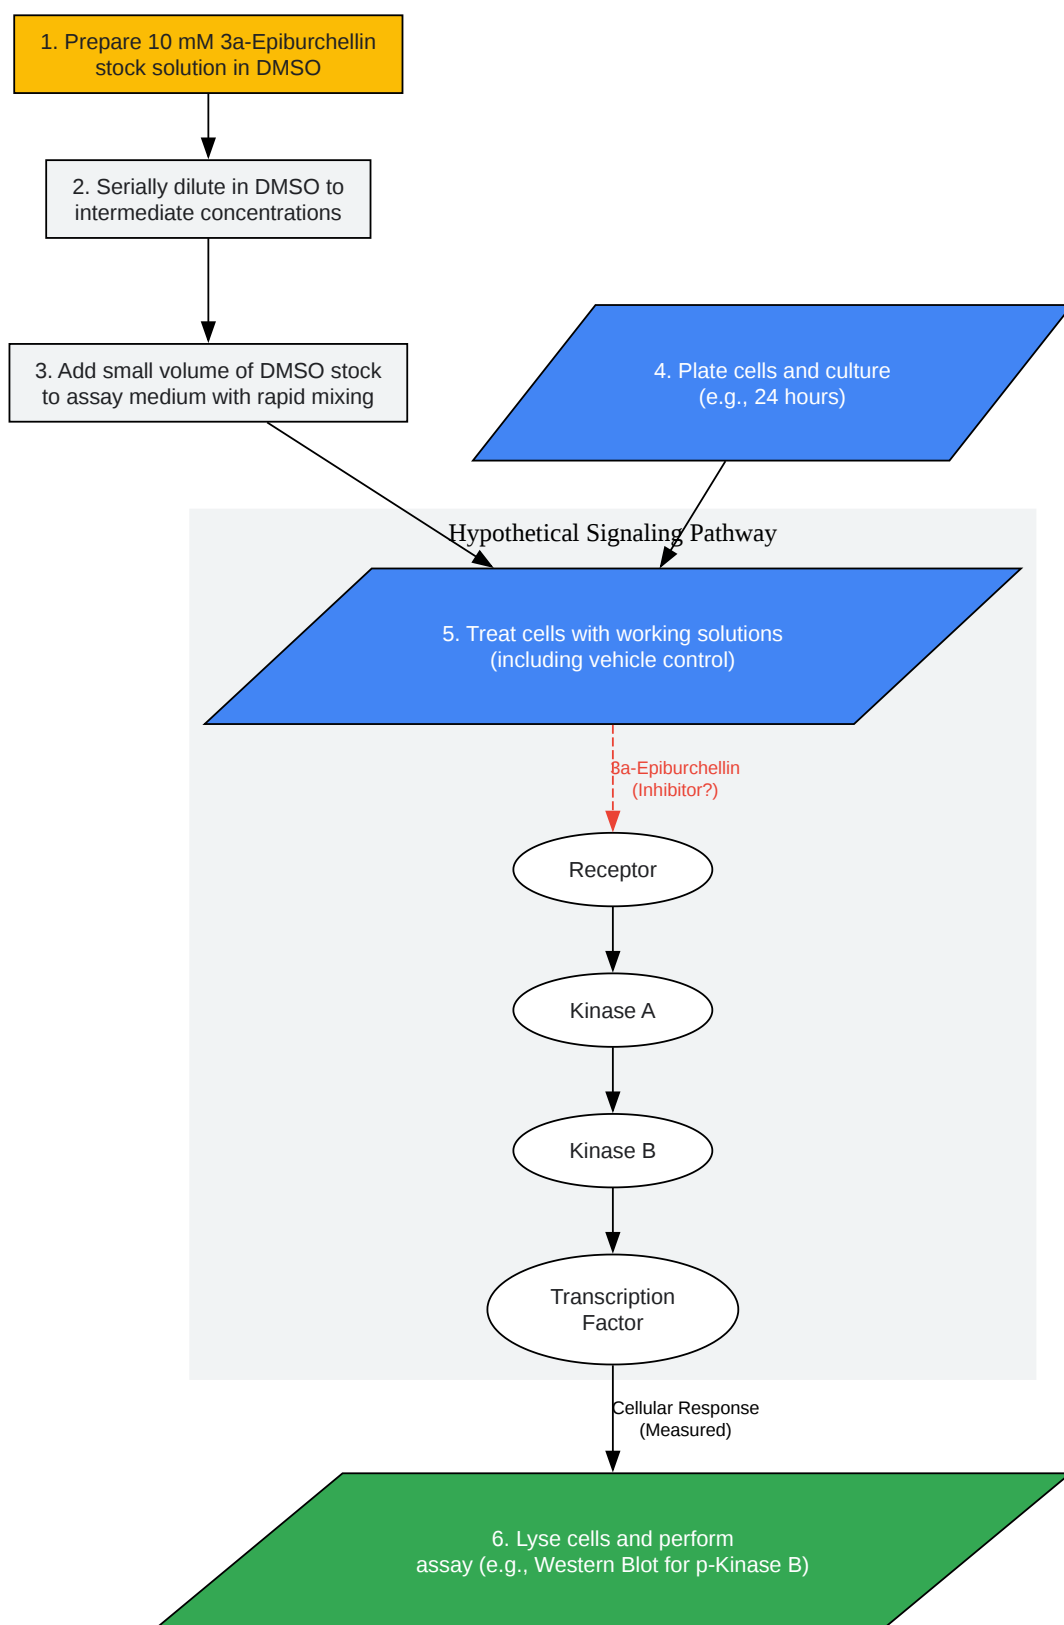 1. Prepare 10 mM 3a-Epiburchellin
stock solution in DMSO
2. Serially dilute in DMSO to
intermediate concentrations
3. Add small volume of DMSO stock
to assay medium with rapid mixing
4. Plate cells and culture
(e.g., 24 hours)
Hypothetical Signaling Pathway
5. Treat cells with working solutions
(including vehicle control)
3a-Epiburchellin
(Inhibitor?)
Receptor
Kinase A
Kinase B
Transcription
Factor
Cellular Response
(Measured)
6. Lyse cells and perform
assay (e.g., Western Blot for p-Kinase B)